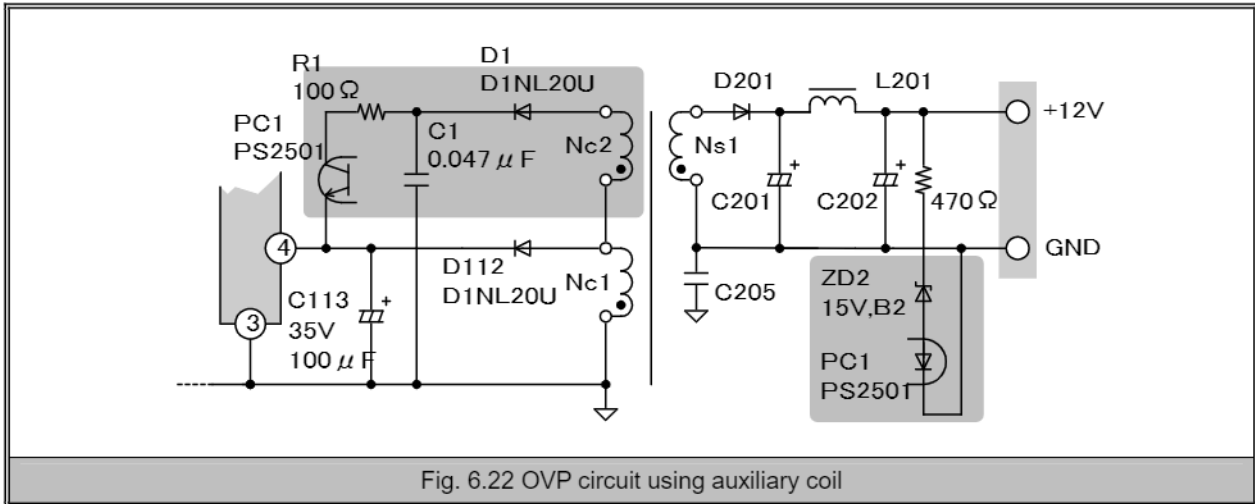 R1
100Ω
D1
D1NL20U
PC1
PS2501
C1
0.047μF
Nc2
Ns1
D201
L201
+12V
C201
C202
470Ω
GND
4
D112
D1NL20U
Nc1
C205
ZD2
15V,B2
PC1
PS2501
C113
35V
100μF
3
+
+
+
Fig. 6.22 OVP circuit using auxiliary coil